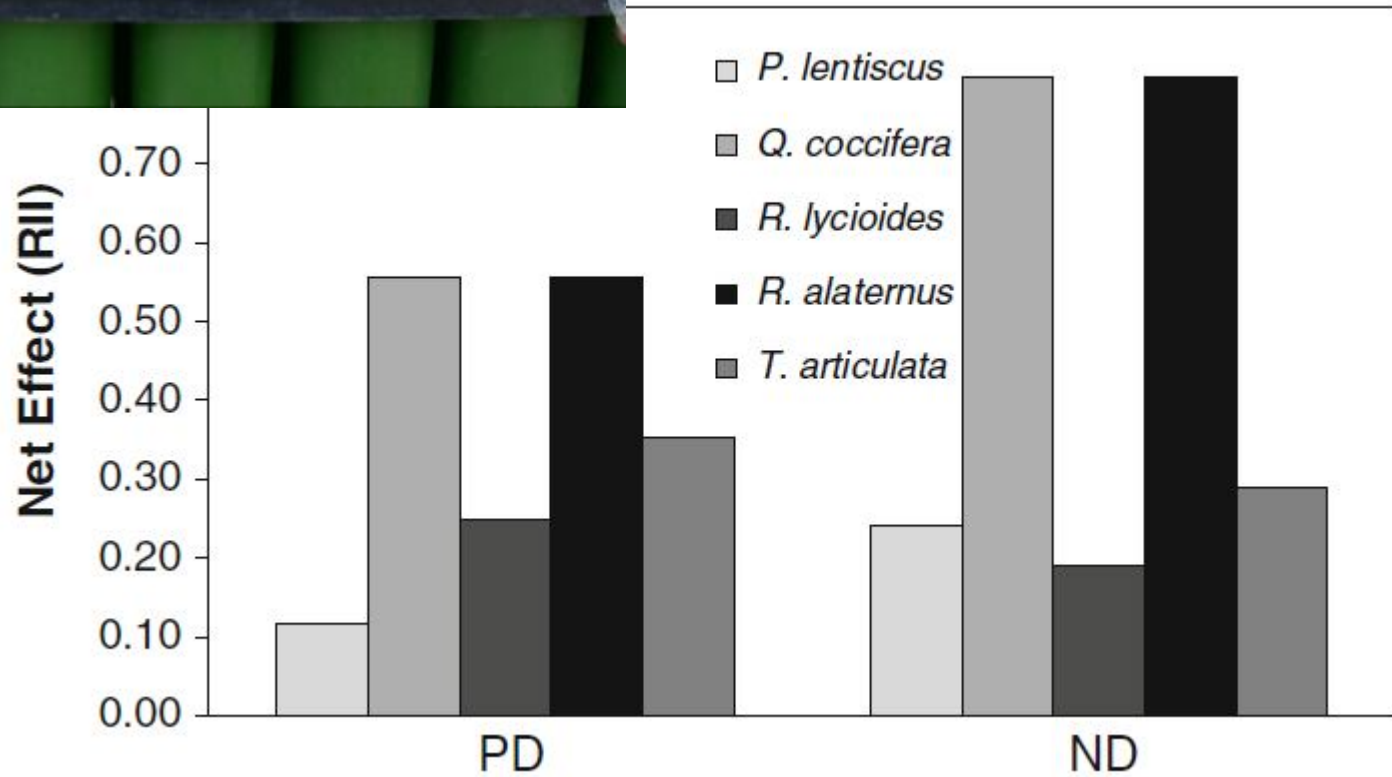 P. lentiscus
Q. coccifera
R. lycioides
R. alaternus
T. articulata
Net Effect (RII)
0.70
0.60
0.50
0.40
0.30
0.20
0.10
0.00
PD
ND